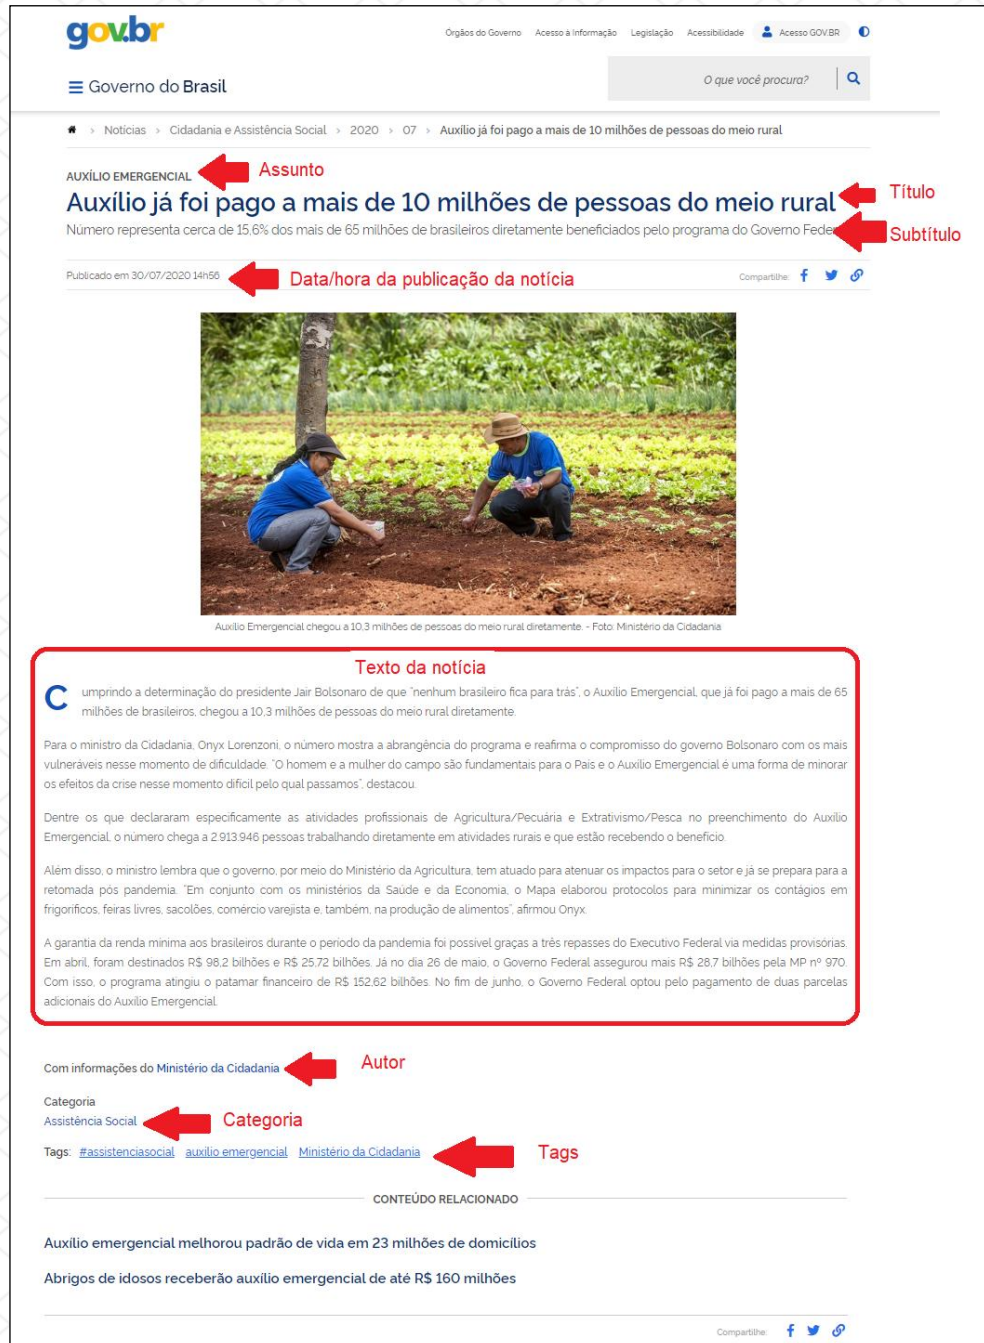 gov.br
Orgãos do Governo Acesso à Informação Legislação Acessibilidade Acesso GOV.BR
Governo do Brasil
O que você procura?
Notícias > Cidadania e Assistência Social > 2020 > 07 > Auxílio já foi pago a mais de 10 milhões de pessoas do meio rural
AUXÍLIO EMERGENCIAL Assunto
Auxílio já foi pago a mais de 10 milhões de pessoas do meio rural Título
Número representa cerca de 15,6% dos mais de 65 milhões de brasileiros diretamente beneficiados pelo programa do Governo Feder Subtítulo
Publicado em 30/07/2020 14h56 Data/hora da publicação da notícia Compartilhe:
Auxílio Emergencial chegou a 10,3 milhões de pessoas do meio rural diretamente. - Foto: Ministério da Cidadania
Texto da notícia
Cumprindo a determinação do presidente Jair Bolsonaro de que “nenhum brasileiro fica para trás”, o Auxílio Emergencial, que já foi pago a mais de 65
milhões de brasileiros, chegou a 10,3 milhões de pessoas do meio rural diretamente.
Para o ministro da Cidadania, Onyx Lorenzoni, o número mostra a abrangência do programa e reafirma o compromisso do governo Bolsonaro com os mais
vulneráveis nesse momento de dificuldade. “O homem e a mulher do campo são fundamentais para o País e o Auxílio Emergencial é uma forma de minorar
os efeitos da crise nesse momento difícil pelo qual passamos”, destacou.
Dentre os que declararam especificamente as atividades profissionais de Agricultura/Pecuária e Extrativismo/Pesca no preenchimento do Auxílio
Emergencial, o número chega a 2.913.946 pessoas trabalhando diretamente em atividades rurais e que estão recebendo o benefício.
Além disso, o ministro lembra que o governo, por meio do Ministério da Agricultura, tem atuado para atenuar os impactos para o setor e já se prepara para a
retomada pós pandemia. “Em conjunto com os ministérios da Saúde e da Economia, o Mapa elaborou protocolos para minimizar os contágios em
frigoríficos, feiras livres, sacolões, comércio varejista e, também, na produção de alimentos”, afirmou Onyx.
A garantia da renda mínima aos brasileiros durante o período da pandemia foi possível graças a três repasses do Executivo Federal via medidas provisórias.
Em abril, foram destinados R$ 98,2 bilhões e R$ 25,72 bilhões. Já no dia 26 de maio, o Governo Federal assegurou mais R$ 28,7 bilhões pela MP nº 970.
Com isso, o programa atingiu o patamar financeiro de R$ 152,62 bilhões. No fim de junho, o Governo Federal optou pelo pagamento de duas parcelas
adicionais do Auxílio Emergencial.
Com informações do Ministério da Cidadania Autor
Categoria
Assistência Social Categoria
Tags: #assistenciasocial auxílio emergencial Ministério da Cidadania Tags
CONTEÚDO RELACIONADO
Auxílio emergencial melhorou padrão de vida em 23 milhões de domicílios
Abrigos de idosos receberão auxílio emergencial de até R$ 160 milhões
Compartilhe: